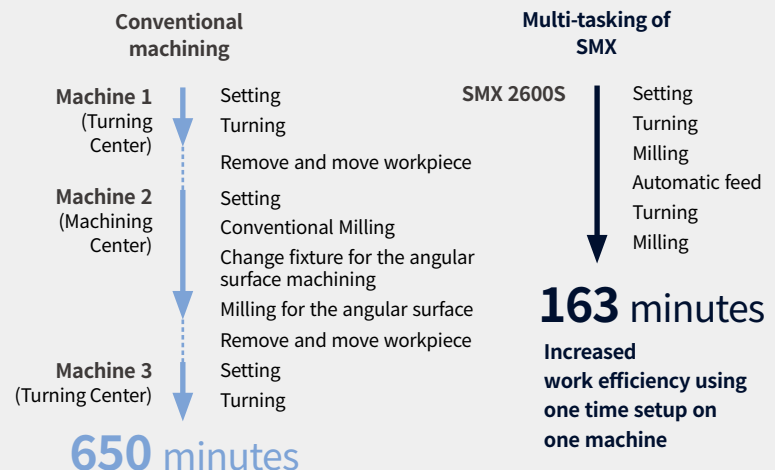 Conventional
machining
Machine 1
(Turning
Center)
Setting
Turning
Remove and move workpiece
Machine 2
(Machining
Center)
Setting
Conventional Milling
Change fixture for the angular
surface machining
Milling for the angular surface
Remove and move workpiece
Machine 3
(Turning Center)
Setting
Turning
650 minutes
Multi-tasking of
SMX
SMX 2600S
Setting
Turning
Milling
Automatic feed
Turning
Milling
163 minutes
Increased
work efficiency using
one time setup on
one machine